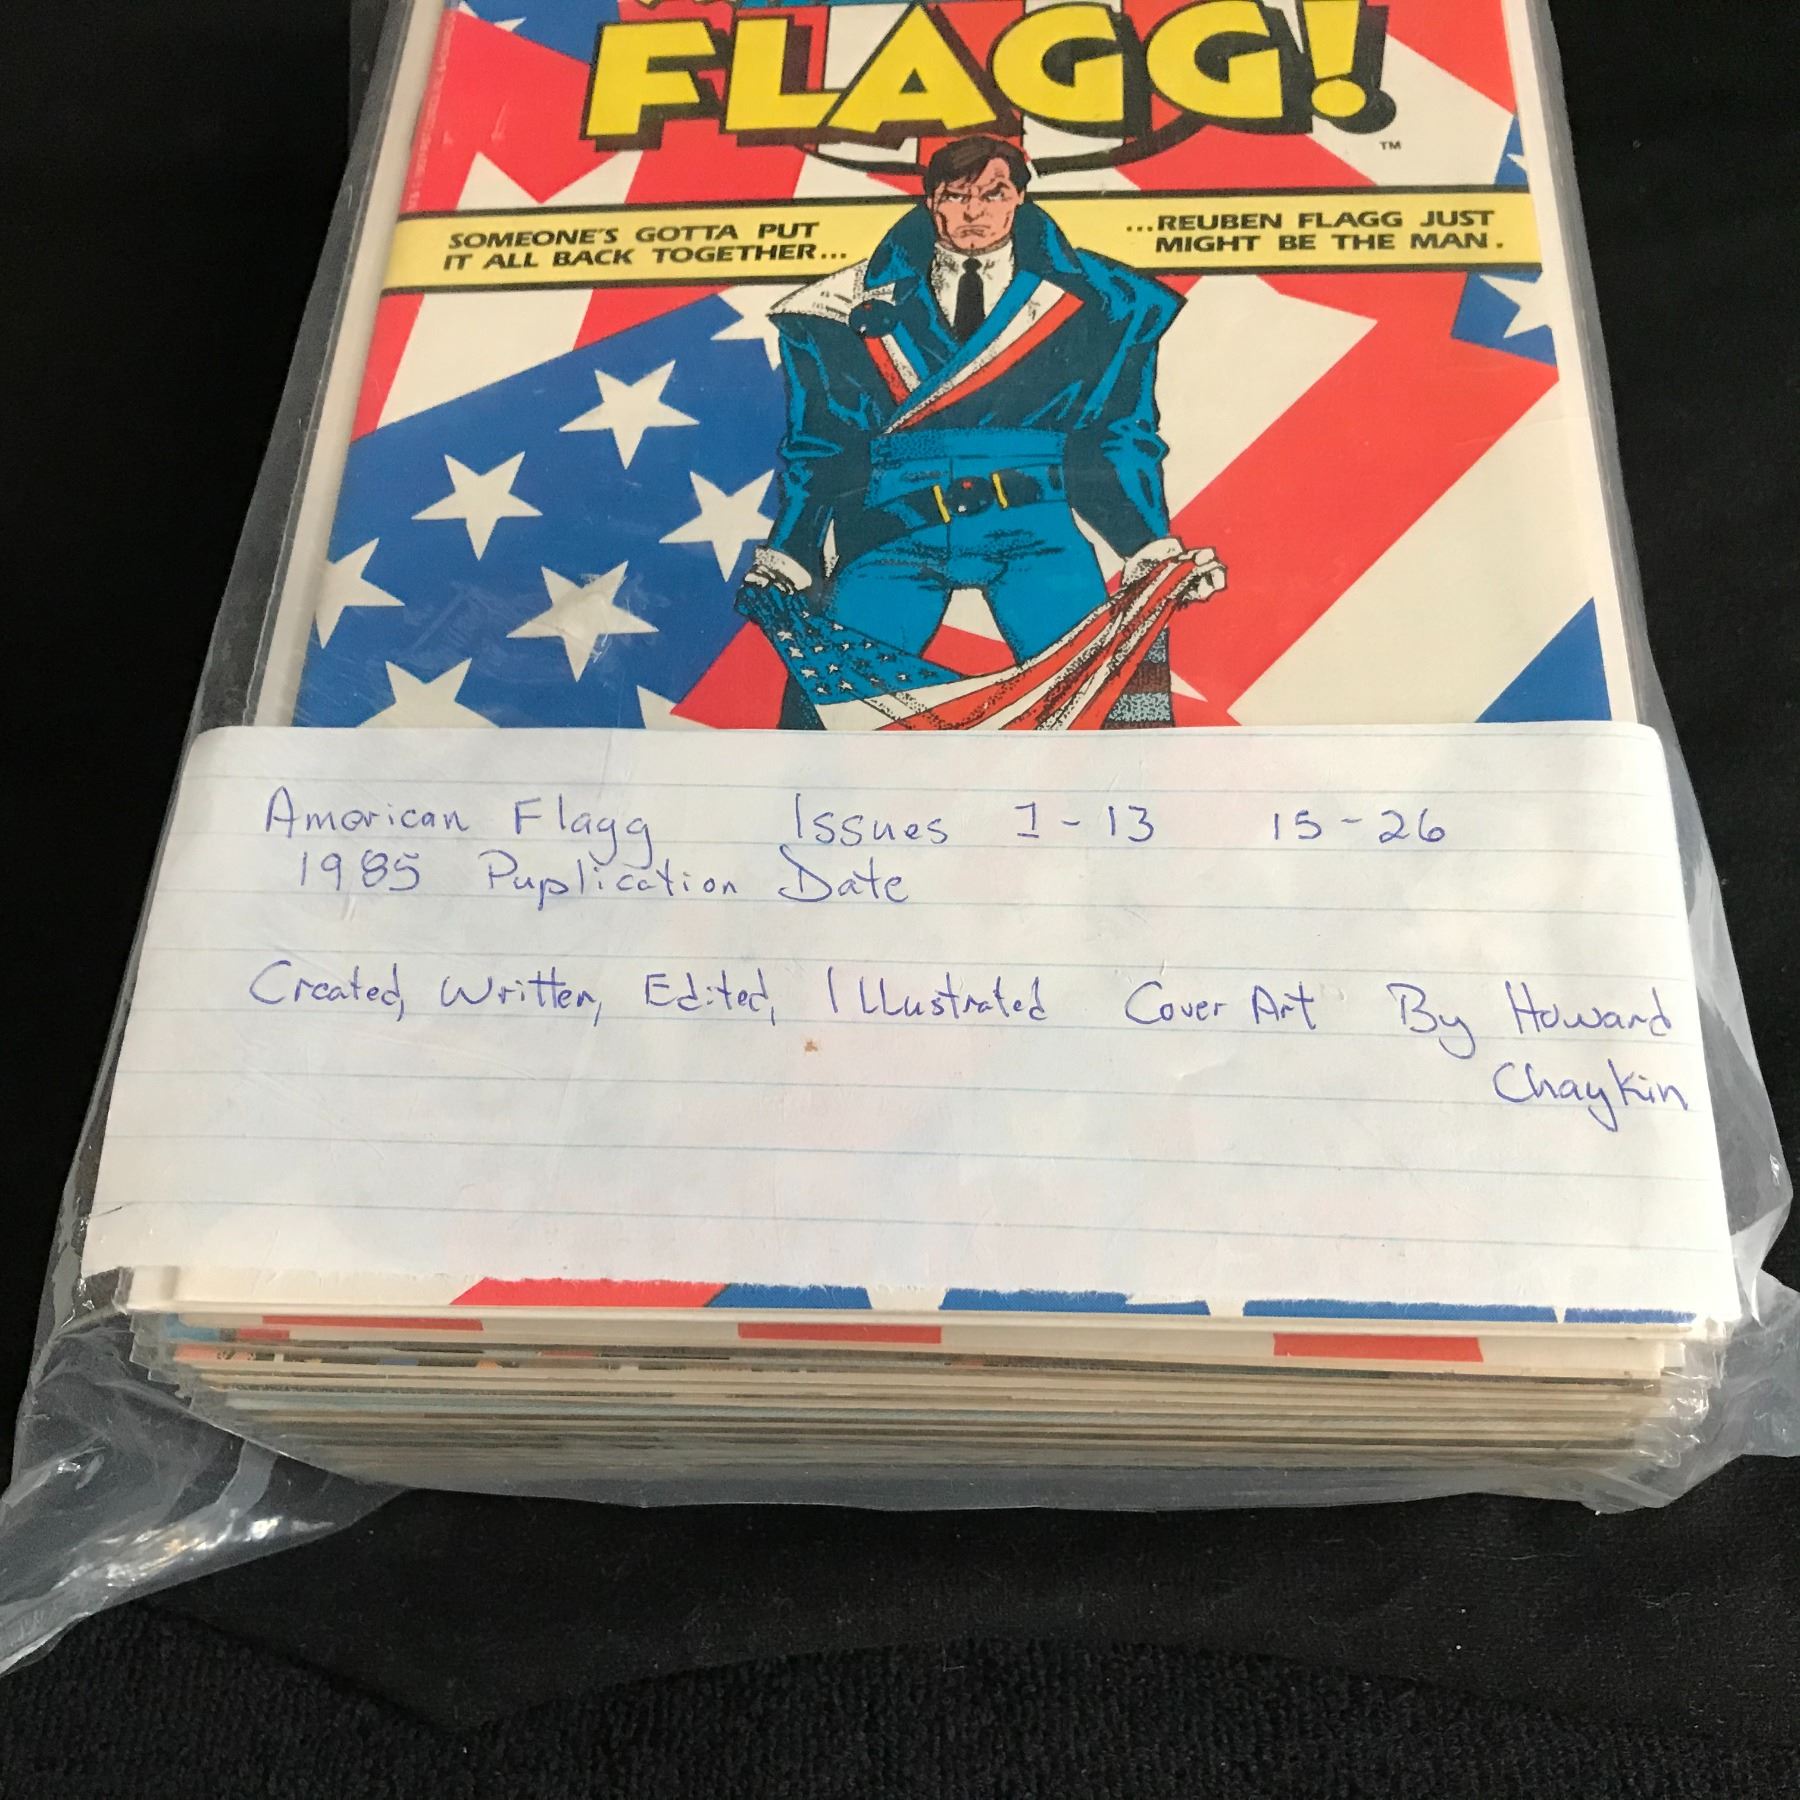 FLAGG!
TM
SOMEONE'S GOTTA PUT
IT ALL BACK TOGETHER...
...REUBEN FLAGG JUST
MIGHT BE THE MAN.
American Flagg Issues 1-13 15-26
1985 Puplication Date
Created, Written, Edited, Illustrated Cover Art By Howard
Chaykin